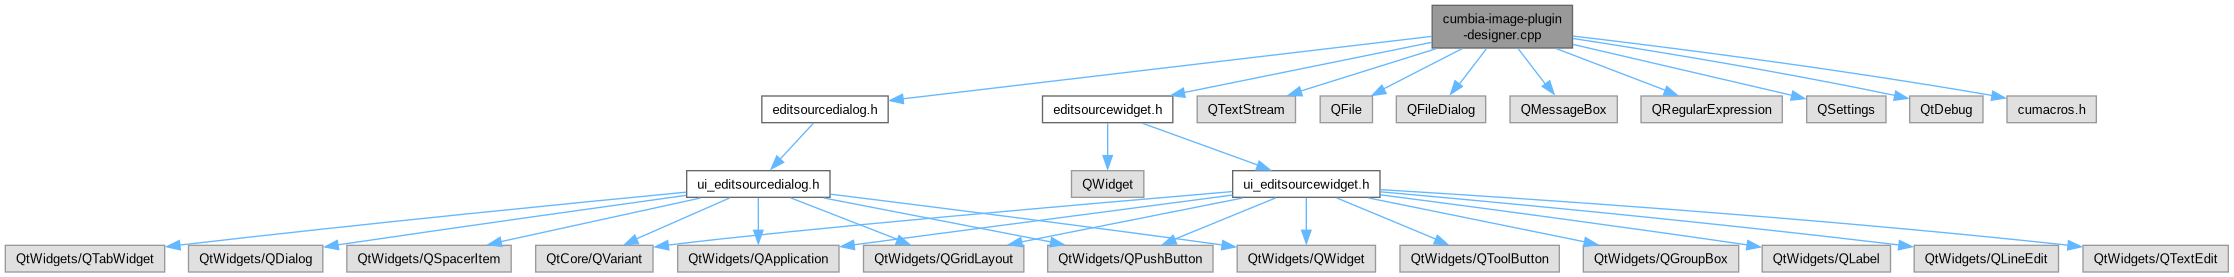 cumbia-image-plugin
-designer.cpp
editsourcedialog.h
editsourcewidget.h
QTextStream
QFile
QFileDialog
QMessageBox
QRegularExpression
QSettings
QtDebug
cumacros.h
ui_editsourcedialog.h
QWidget
ui_editsourcewidget.h
QtWidgets/QTabWidget
QtWidgets/QDialog
QtWidgets/QSpacerItem
QtCore/QVariant
QtWidgets/QApplication
QtWidgets/QGridLayout
QtWidgets/QPushButton
QtWidgets/QWidget
QtWidgets/QToolButton
QtWidgets/QGroupBox
QtWidgets/QLabel
QtWidgets/QLineEdit
QtWidgets/QTextEdit